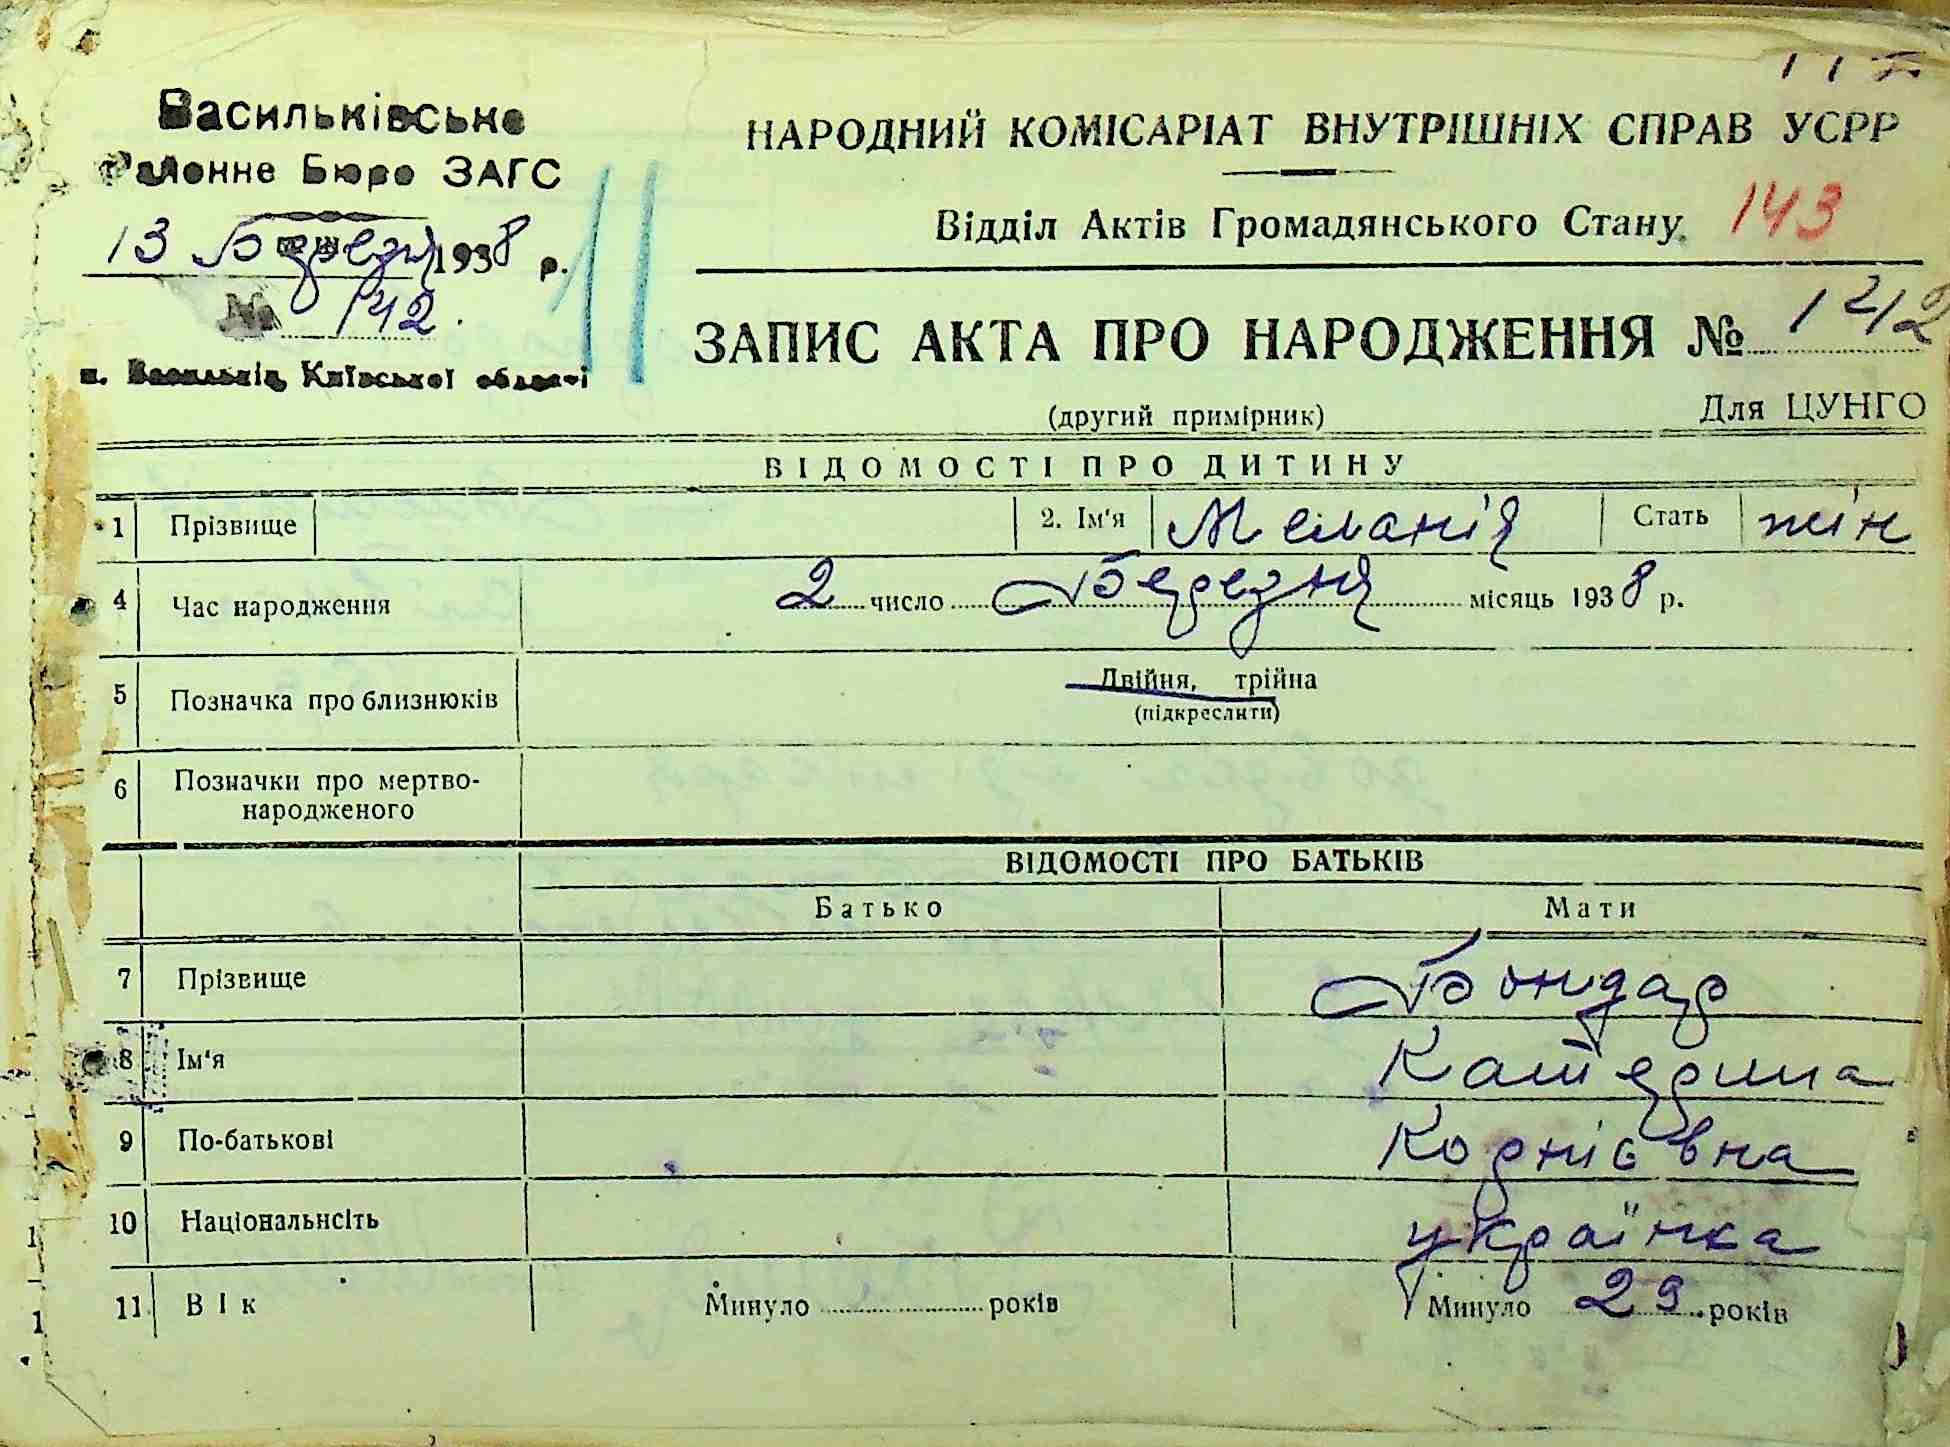 Васильківське
Районне Бюро ЗАГС
13 Березня 1938 р.
№ 142.
м. Васильків, Київської області
НАРОДНИЙ КОМІСАРІАТ ВНУТРІШНІХ СПРАВ УСРР
Відділ Актів Громадянського Стану
143
ЗАПИС АКТА ПРО НАРОДЖЕННЯ № 142
(другий примірник)
Для ЦУНГО
ВІДОМОСТІ ПРО ДИТИНУ
1 Прізвище 2. Ім'я Меланія Стать жін
4 Час народження 2 число Березня місяць 1938 р.
5 Позначка про близнюків Двійня, трійна
(підкреслити)
6 Позначки про мертво-
народженого
ВІДОМОСТІ ПРО БАТЬКІВ
Батько Мати
7 Прізвище Бондар
8 Ім'я Катерина
9 По-батькові Корнієвна
10 Національнсіть українка
11 Вік Минуло років Минуло 29 років